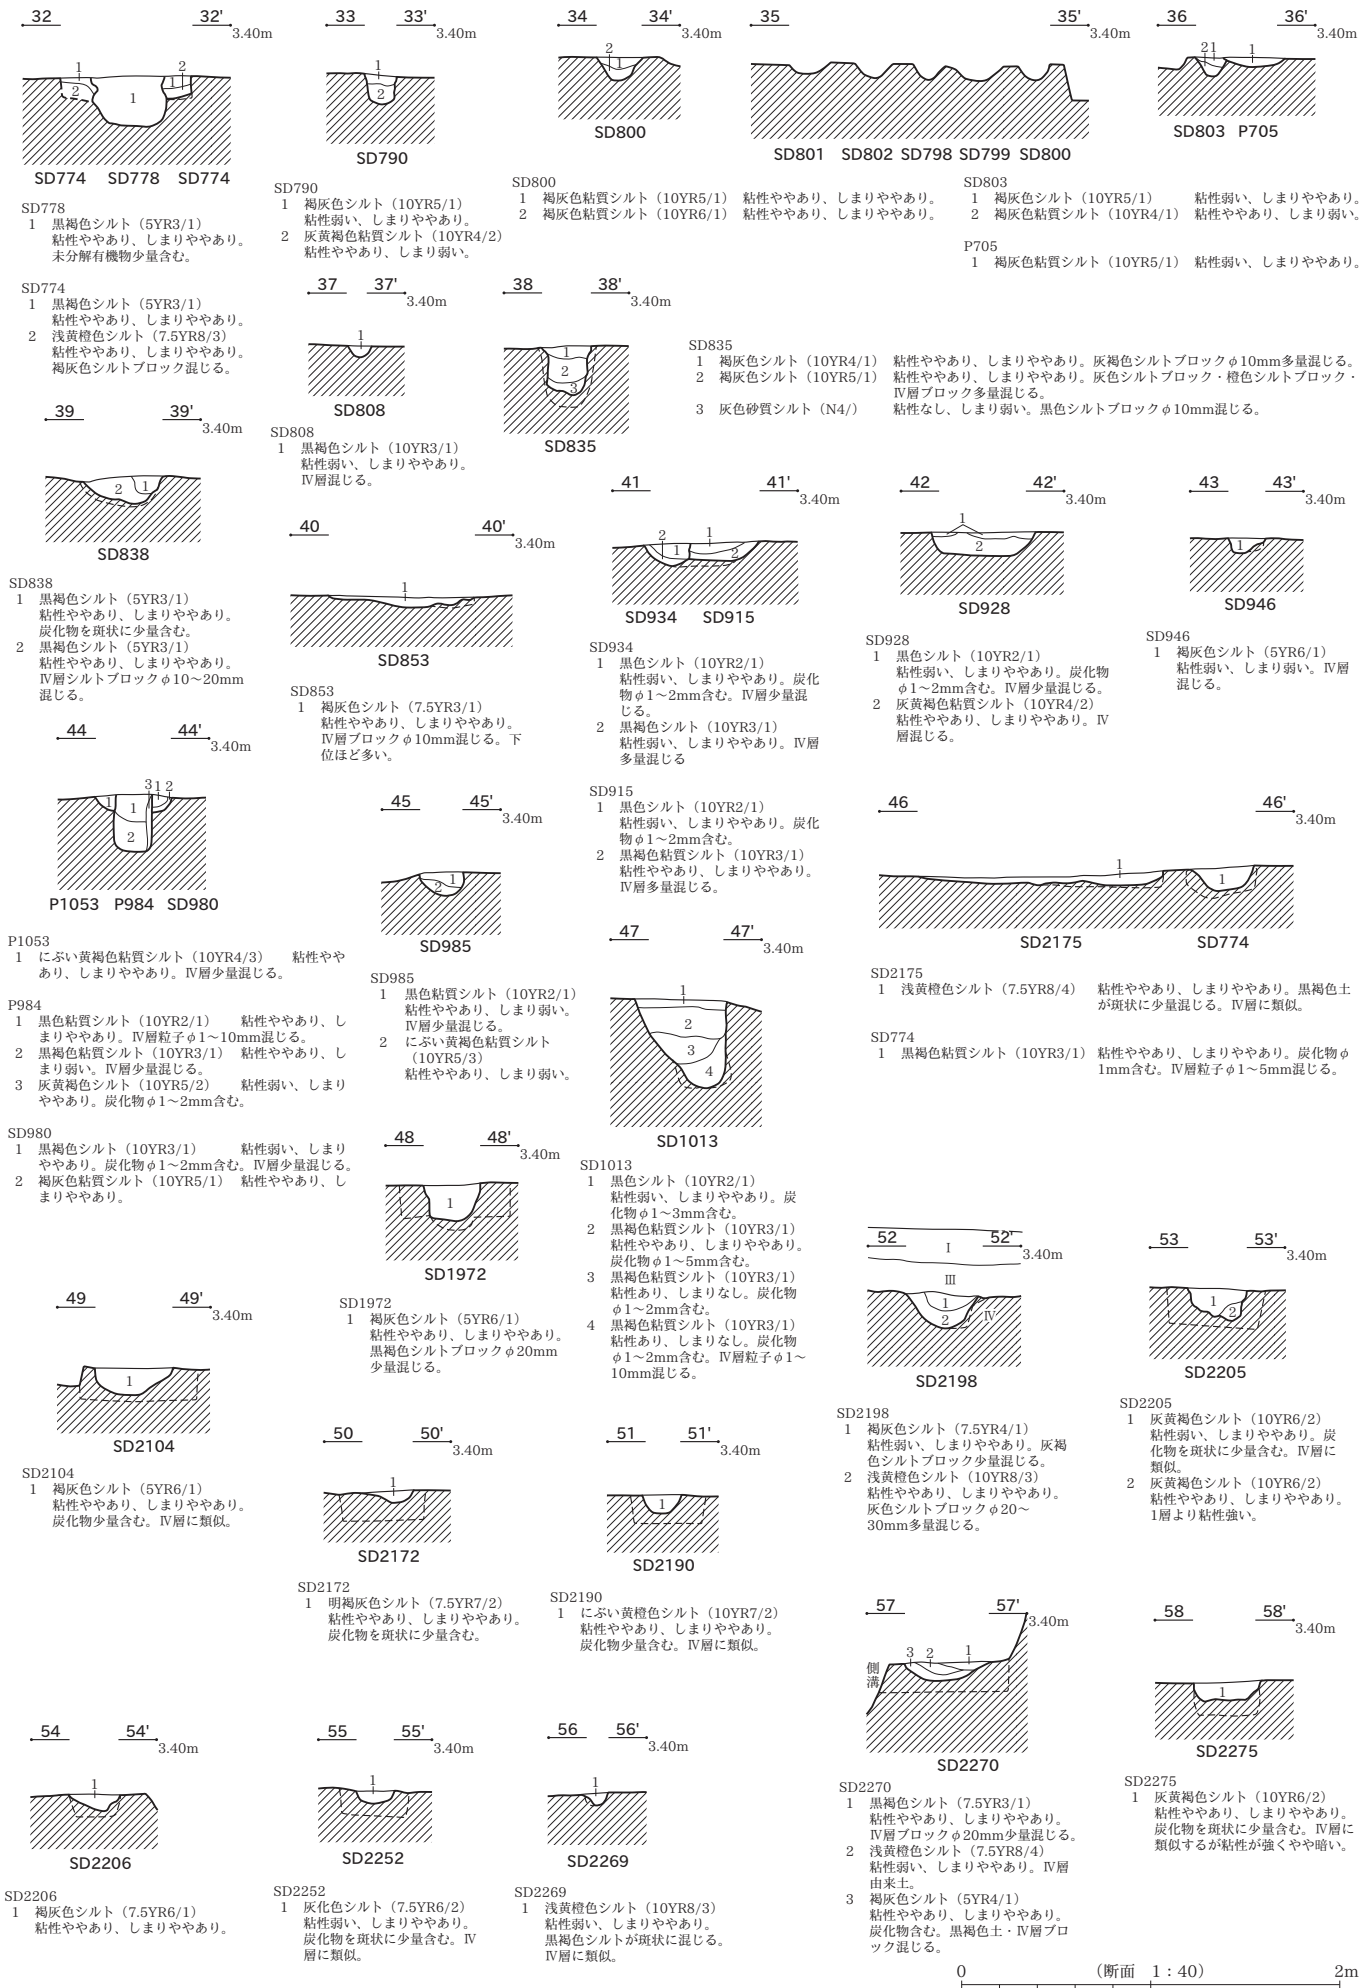 32 32'
3.40m
1 2
2 1 1
SD774 SD778 SD774
SD778
1 黒褐色シルト（5YR3/1）
粘性ややあり、しまりややあり。
未分解有機物少量含む。
SD774
1 黒褐色シルト（5YR3/1）
粘性ややあり、しまりややあり。
2 浅黄橙色シルト（7.5YR8/3）
粘性ややあり、しまりややあり。
褐灰色シルトブロック混じる。
33 33'
3.40m
1
2
SD790
SD790
1 褐灰色シルト（10YR5/1）
粘性弱い、しまりややあり。
2 灰黄褐色粘質シルト（10YR4/2）
粘性ややあり、しまり弱い。
34 34'
3.40m
2
1
SD800
35 35'
3.40m
SD801 SD802 SD798 SD799 SD800
SD800
1 褐灰色粘質シルト（10YR5/1） 粘性ややあり、しまりややあり。
2 褐灰色粘質シルト（10YR6/1） 粘性ややあり、しまりややあり。
36 36'
3.40m
21 1
SD803 P705
SD803
1 褐灰色シルト（10YR5/1） 粘性弱い、しまりややあり。
2 褐灰色粘質シルト（10YR4/1） 粘性ややあり、しまり弱い。
P705
1 褐灰色粘質シルト（10YR5/1） 粘性弱い、しまりややあり。
37 37'
3.40m
1
SD808
SD808
1 黒褐色シルト（10YR3/1）
粘性弱い、しまりややあり。
Ⅳ層混じる。
38 38'
3.40m
1
2
3
SD835
SD835
1 褐灰色シルト（10YR4/1） 粘性ややあり、しまりややあり。灰褐色シルトブロックφ10mm多量混じる。
2 褐灰色シルト（10YR5/1） 粘性ややあり、しまりややあり。灰色シルトブロック・橙色シルトブロック・
Ⅳ層ブロック多量混じる。
3 灰色砂質シルト（N4/） 粘性なし、しまり弱い。黒色シルトブロックφ10mm混じる。
39 39'
3.40m
2 1
SD838
SD838
1 黒褐色シルト（5YR3/1）
粘性ややあり、しまりややあり。
炭化物を斑状に少量含む。
2 黒褐色シルト（5YR3/1）
粘性ややあり、しまりややあり。
Ⅳ層シルトブロックφ10～20mm
混じる。
40 40'
3.40m
1
SD853
SD853
1 褐灰色シルト（7.5YR3/1）
粘性ややあり、しまりややあり。
Ⅳ層ブロックφ10mm混じる。下
位ほど多い。
41 41'
3.40m
2 1
1 2
SD934 SD915
SD934
1 黒色シルト（10YR2/1）
粘性弱い、しまりややあり。炭化
物φ1～2mm含む。Ⅳ層少量混
じる。
2 黒褐色シルト（10YR3/1）
粘性弱い、しまりややあり。Ⅳ層
多量混じる
SD915
1 黒色シルト（10YR2/1）
粘性弱い、しまりややあり。炭化
物φ1～2mm含む。
2 黒褐色粘質シルト（10YR3/1）
粘性ややあり、しまりややあり。
Ⅳ層多量混じる。
42 42'
3.40m
1
2
SD928
SD928
1 黒色シルト（10YR2/1）
粘性弱い、しまりややあり。炭化物
φ1～2mm含む。Ⅳ層少量混じる。
2 灰黄褐色粘質シルト（10YR4/2）
粘性ややあり、しまりややあり。Ⅳ
層混じる。
43 43'
3.40m
1
SD946
SD946
1 褐灰色シルト（5YR6/1）
粘性弱い、しまり弱い。Ⅳ層
混じる。
44 44'
3.40m
3 1 2
1 1
2
P1053 P984 SD980
P1053
1 にぶい黄褐色粘質シルト（10YR4/3） 粘性やや
あり、しまりややあり。Ⅳ層少量混じる。
P984
1 黒色粘質シルト（10YR2/1） 粘性ややあり、し
まりややあり。Ⅳ層粒子φ1～10mm混じる。
2 黒褐色粘質シルト（10YR3/1） 粘性ややあり、し
まり弱い。Ⅳ層少量混じる。
3 灰黄褐色シルト（10YR5/2） 粘性弱い、しまり
ややあり。炭化物φ1～2mm含む。
SD980
1 黒褐色シルト（10YR3/1） 粘性弱い、しまり
ややあり。炭化物φ1～2mm含む。Ⅳ層少量混じる。
2 褐灰色粘質シルト（10YR5/1） 粘性ややあり、し
まりややあり。
45 45'
3.40m
2 1
SD985
SD985
1 黒色粘質シルト（10YR2/1）
粘性ややあり、しまり弱い。
Ⅳ層少量混じる。
2 にぶい黄褐色粘質シルト
（10YR5/3）
粘性ややあり、しまり弱い。
46 46'
3.40m
1
1
SD2175 SD774
SD2175
1 浅黄橙色シルト（7.5YR8/4） 粘性ややあり、しまりややあり。黒褐色土
が斑状に少量混じる。Ⅳ層に類似。
SD774
1 黒褐色粘質シルト（10YR3/1） 粘性ややあり、しまりややあり。炭化物φ
1mm含む。Ⅳ層粒子φ1～5mm混じる。
47 47'
3.40m
1
2
3
4
SD1013
SD1013
1 黒色シルト（10YR2/1）
粘性弱い、しまりややあり。炭
化物φ1～3mm含む。
2 黒褐色粘質シルト（10YR3/1）
粘性ややあり、しまりややあり。
炭化物φ1～5mm含む。
3 黒褐色粘質シルト（10YR3/1）
粘性あり、しまりなし。炭化物
φ1～2mm含む。
4 黒褐色粘質シルト（10YR3/1）
粘性あり、しまりなし。炭化物
φ1～2mm含む。Ⅳ層粒子φ1～
10mm混じる。
48 48'
3.40m
1
SD1972
SD1972
1 褐灰色シルト（5YR6/1）
粘性ややあり、しまりややあり。
黒褐色シルトブロックφ20mm
少量混じる。
49 49'
3.40m
1
SD2104
SD2104
1 褐灰色シルト（5YR6/1）
粘性ややあり、しまりややあり。
炭化物少量含む。Ⅳ層に類似。
50 50'
3.40m
1
SD2172
SD2172
1 明褐灰色シルト（7.5YR7/2）
粘性ややあり、しまりややあり。
炭化物を斑状に少量含む。
51 51'
3.40m
1
SD2190
SD2190
1 にぶい黄橙色シルト（10YR7/2）
粘性ややあり、しまりややあり。
炭化物少量含む。Ⅳ層に類似。
52 52'
3.40m
Ⅰ
Ⅲ
1
2
Ⅳ
SD2198
SD2198
1 褐灰色シルト（7.5YR4/1）
粘性弱い、しまりややあり。灰褐
色シルトブロック少量混じる。
2 浅黄橙色シルト（10YR8/3）
粘性ややあり、しまりややあり。
灰色シルトブロックφ20～
30mm多量混じる。
53 53'
3.40m
1
2
SD2205
SD2205
1 灰黄褐色シルト（10YR6/2）
粘性弱い、しまりややあり。炭
化物を斑状に少量含む。Ⅳ層に
類似。
2 灰黄褐色シルト（10YR6/2）
粘性ややあり、しまりややあり。
1層より粘性強い。
54 54'
3.40m
1
SD2206
SD2206
1 褐灰色シルト（7.5YR6/1）
粘性ややあり、しまりややあり。
55 55'
3.40m
1
SD2252
SD2252
1 灰化色シルト（7.5YR6/2）
粘性弱い、しまりややあり。
炭化物を斑状に少量含む。Ⅳ
層に類似。
56 56'
3.40m
1
SD2269
SD2269
1 浅黄橙色シルト（10YR8/3）
粘性弱い、しまりややあり。
黒褐色シルトが斑状に混じる。
Ⅳ層に類似。
57 57'
3.40m
3 2 1
側溝
SD2270
SD2270
1 黒褐色シルト（7.5YR3/1）
粘性ややあり、しまりややあり。
Ⅳ層ブロックφ20mm少量混じる。
2 浅黄橙色シルト（7.5YR8/4）
粘性弱い、しまりややあり。Ⅳ層
由来土。
3 褐灰色シルト（5YR4/1）
粘性ややあり、しまりややあり。
炭化物含む。黒褐色土・Ⅳ層ブロ
ック混じる。
58 58'
3.40m
1
SD2275
SD2275
1 灰黄褐色シルト（10YR6/2）
粘性ややあり、しまりややあり。
炭化物を斑状に少量含む。Ⅳ層に
類似するが粘性が強くやや暗い。
0 （断面 1：40） 2m